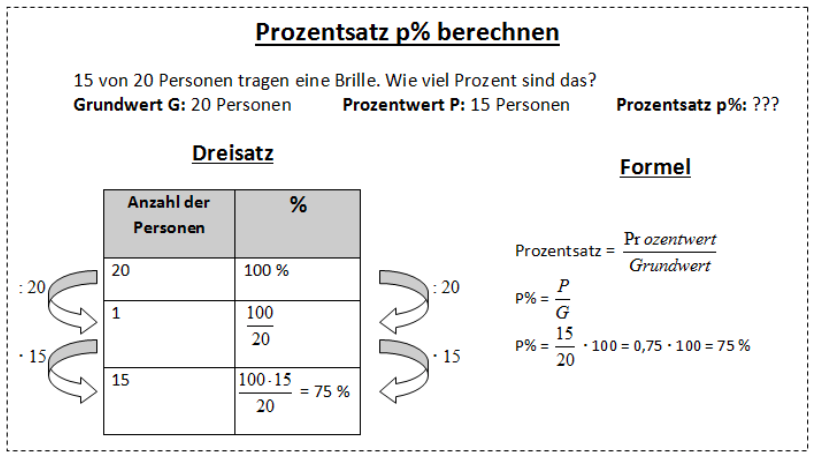 Prozentsatz p% berechnen
15 von 20 Personen tragen eine Brille. Wie viel Prozent sind das?
Grundwert G: 20 Personen Prozentwert P: 15 Personen Prozentsatz p%: ???
Dreisatz
Anzahl der Personen %
20 100 %
: 20 : 20
1 100/20
· 15 · 15
15 100·15/20 = 75 %
Formel
Prozentsatz = Prozentwert/Grundwert
P% = P/G
P% = 15/20 · 100 = 0,75 · 100 = 75 %